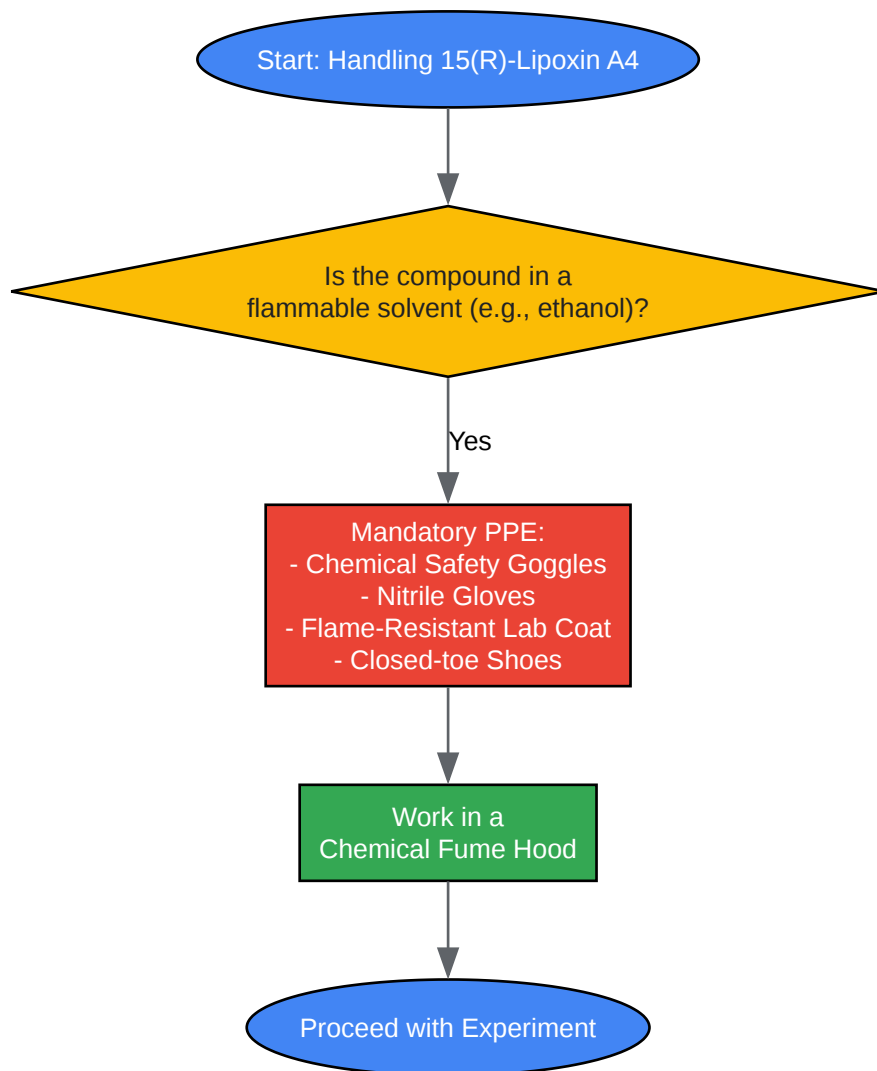 Start: Handling 15(R)-Lipoxin A4
Is the compound in a
flammable solvent (e.g., ethanol)?
Yes
Mandatory PPE:
- Chemical Safety Goggles
- Nitrile Gloves
- Flame-Resistant Lab Coat
- Closed-toe Shoes
Work in a
Chemical Fume Hood
Proceed with Experiment